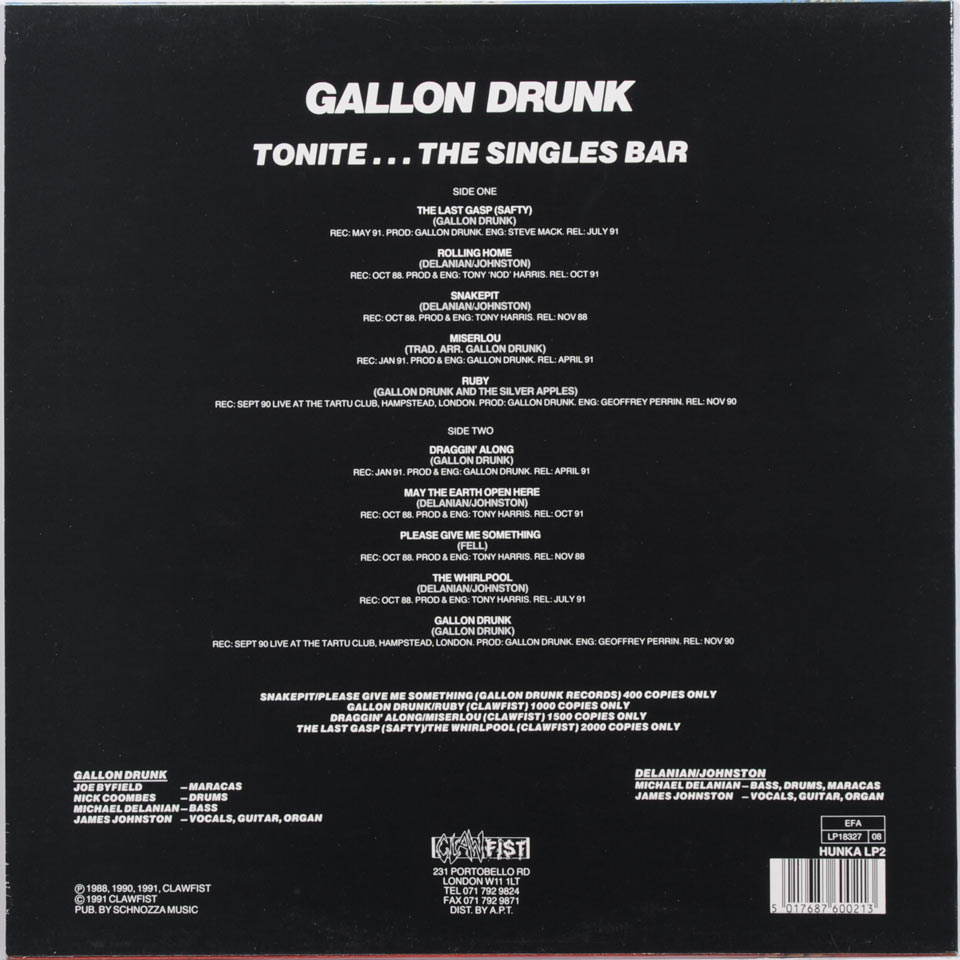 GALLON DRUNK
TONITE... THE SINGLES BAR
SIDE ONE
THE LAST GASP (SAFTY)
(GALLON DRUNK)
REC: MAY 91. PROD: GALLON DRUNK. ENG: STEVE MACK. REL: JULY 91
ROLLING HOME
(DELANIAN/JOHNSTON)
REC: OCT 88. PROD & ENG: TONY 'NOD' HARRIS. REL: OCT 91
SNAKEPIT
(DELANIAN/JOHNSTON)
REC: OCT 88. PROD & ENG: TONY HARRIS. REL: NOV 88
MISERLOU
(TRAD. ARR. GALLON DRUNK)
REC: JAN 91. PROD & ENG: GALLON DRUNK. REL: APRIL 91
RUBY
(GALLON DRUNK AND THE SILVER APPLES)
REC: SEPT 90 LIVE AT THE TARTU CLUB, HAMPSTEAD, LONDON. PROD: GALLON DRUNK. ENG: GEOFFREY PERRIN. REL: NOV 90
SIDE TWO
DRAGGIN' ALONG
(GALLON DRUNK)
REC: JAN 91. PROD & ENG: GALLON DRUNK. REL: APRIL 91
MAY THE EARTH OPEN HERE
(DELANIAN/JOHNSTON)
REC: OCT 88. PROD & ENG: TONY HARRIS. REL: OCT 91
PLEASE GIVE ME SOMETHING
(FELL)
REC: OCT 88. PROD & ENG: TONY HARRIS. REL: NOV 88
THE WHIRLPOOL
(DELANIAN/JOHNSTON)
REC: OCT 88. PROD & ENG: TONY HARRIS. REL: JULY 91
GALLON DRUNK
(GALLON DRUNK)
REC: SEPT 90 LIVE AT THE TARTU CLUB, HAMPSTEAD, LONDON. PROD: GALLON DRUNK. ENG: GEOFFREY PERRIN. REL: NOV 90
SNAKEPIT/PLEASE GIVE ME SOMETHING (GALLON DRUNK RECORDS) 400 COPIES ONLY
GALLON DRUNK/RUBY (CLAWFIST) 1000 COPIES ONLY
DRAGGIN' ALONG/MISERLOU (CLAWFIST) 1500 COPIES ONLY
THE LAST GASP (SAFTY)/THE WHIRLPOOL (CLAWFIST) 2000 COPIES ONLY
GALLON DRUNK
JOE BYFIELD – MARACAS
NICK COOMBES – DRUMS
MICHAEL DELANIAN – BASS
JAMES JOHNSTON – VOCALS, GUITAR, ORGAN
DELANIAN/JOHNSTON
MICHAEL DELANIAN – BASS, DRUMS, MARACAS
JAMES JOHNSTON – VOCALS, GUITAR, ORGAN
CLAWFIST
231 PORTOBELLO RD
LONDON W11 1LT
TEL 071 792 9824
FAX 071 792 9871
DIST. BY A.P.T.
℗ 1988, 1990, 1991, CLAWFIST
© 1991 CLAWFIST
PUB. BY SCHNOZZA MUSIC
EFA
LP18327 08
HUNKA LP2
5 017687 600213